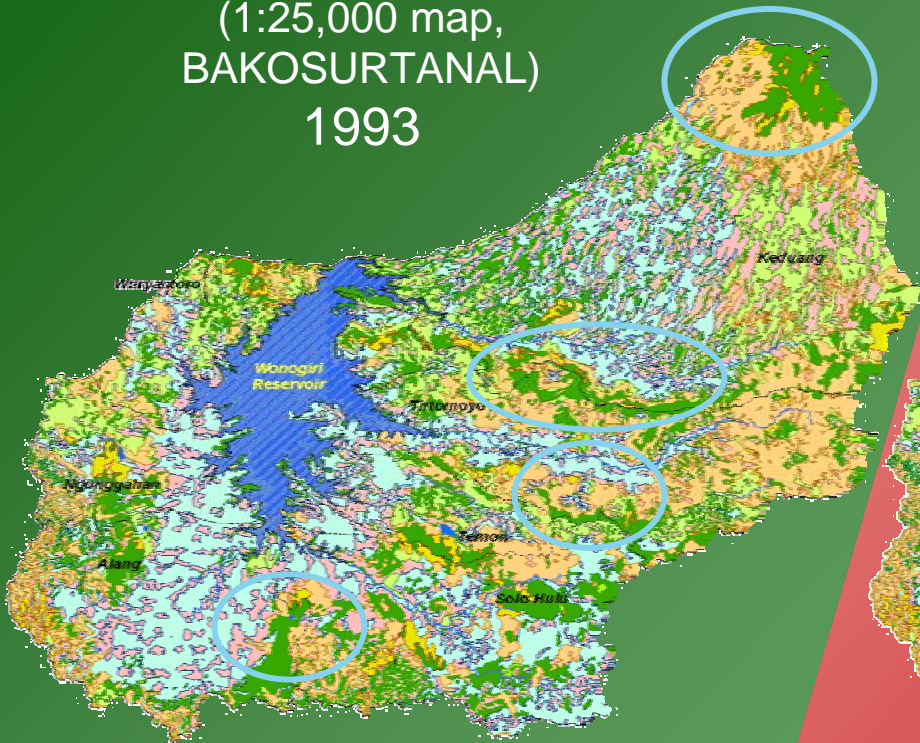 (1:25,000 map,
BAKOSURTANAL)
1993
Keduang
Wuryantoro
Wonogiri
Reservoir
Tirtomoyo
Ngunggahan
Temon
Alang
Solo Hulu